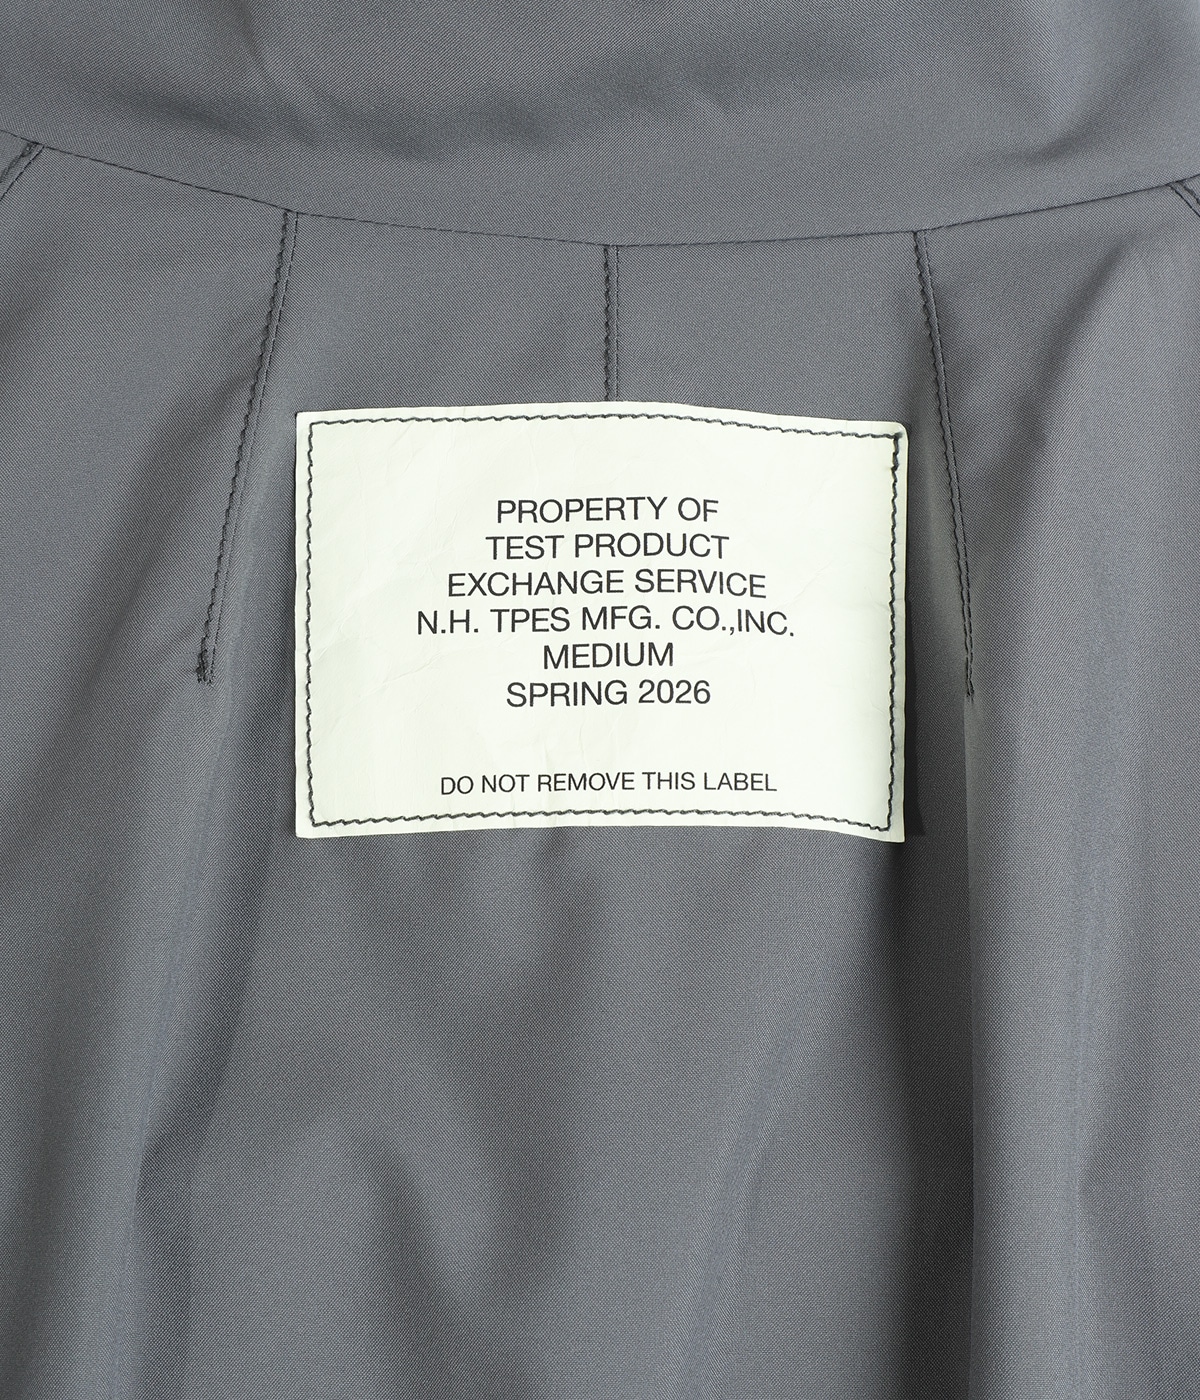 PROPERTY OF
TEST PRODUCT
EXCHANGE SERVICE
N.H. TPES MFG. CO.,INC.
MEDIUM
SPRING 2026
DO NOT REMOVE THIS LABEL